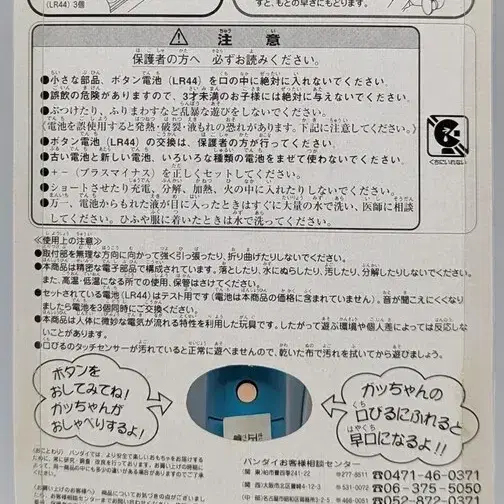 (LR44) 3個
すと、もとの早さにもどります。
注意
保護者の方へ 必ずお読みください。
●小さな部品、ボタン電池(LR44)を口の中に絶対に入れないでください。
●誤飲の危険がありますので、3才未満のお子様には絶対に与えないでください。
●ぶつけたり、ふりまわすなど乱暴な遊びをしないでください。
《電池を誤使用すると発熱・破裂・液もれの恐れがあります。下記に注意してください。》
●ボタン電池(LR44)の交換は、保護者の方が行ってください。
●古い電池と新しい電池、いろいろな種類の電池をまぜて使わないでください。
●+-(プラスマイナス)を正しくセットしてください。
●ショートさせたり充電、分解、加熱、火の中に入れたりしないでください。
●万一、電池からもれた液が目に入ったときはすぐに大量の水で洗い、医師に相談
してください。ひふや服に着いたときは水で洗ってください。
くちにいれない
≪使用上の注意≫
●取付部を無理な方向に向かって強く引っ張ったり、折り曲げたりしないでください。
●本商品は精密な電子部品で構成されています。落としたり、水にぬらしたり、汚したり、分解したりしないでください。
また、高温・低温になる所での使用、保管はさけてください。
●セットされている電池(LR44)はテスト用です(電池は本商品の価格に含まれていません)。音が聞こえにくくなり
ましたら電池を3個同時にご交換ください。
●本商品は人体に微妙な電気が流れる特性を利用した玩具です。したがって遊ぶ環境や個人差によっては反応しな
いことがあります。
●口びるのタッチセンサーが汚れていると正常に遊べませんので、乾いた布で汚れを拭いてから遊びましょう。
ボタンを
おしてみてね!
ガッちゃんが
おしゃべりするよ!
ガッちゃんの
口びるにふれると
早口になるよ!!
(おことわり)
バンダイお客様相談センター
☎0471-46-0371
☎06-375-5050
☎052-872-0371